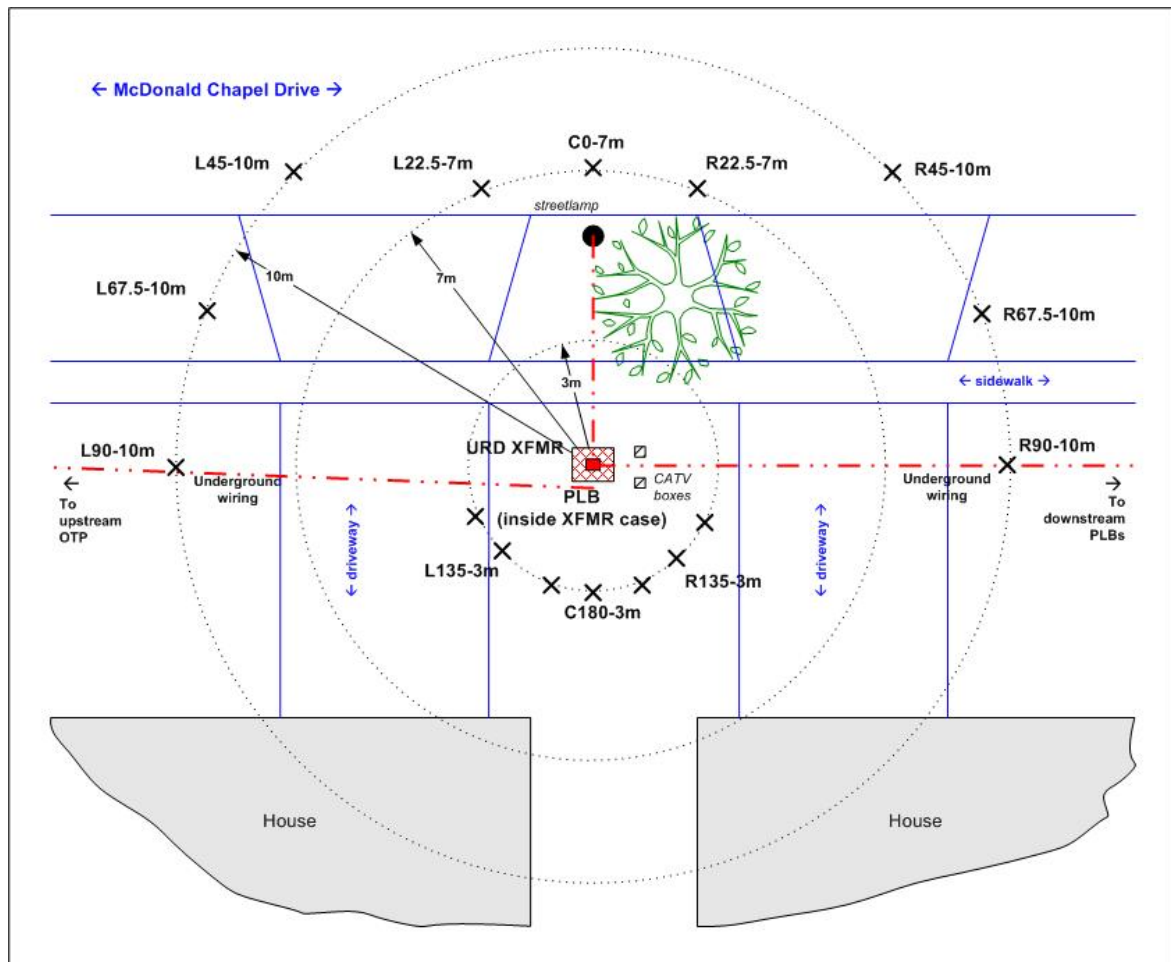 ← McDonald Chapel Drive →
C0-7m
L45-10m
L22.5-7m
R22.5-7m
R45-10m
streetlamp
10m
7m
L67.5-10m
R67.5-10m
3m
← sidewalk →
URD XFMR
L90-10m
R90-10m
Underground
wiring
CATV
boxes
Underground
wiring
←
To
upstream
OTP
PLB
(inside XFMR case)
→
To
downstream
PLBs
← driveway →
← driveway →
L135-3m
R135-3m
C180-3m
House
House